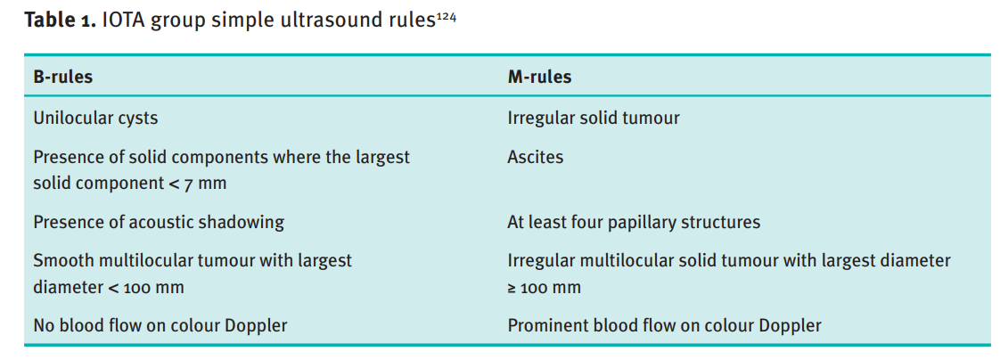 Table 1. IOTA group simple ultrasound rules¹²⁴
B-rules M-rules
Unilocular cysts Irregular solid tumour
Presence of solid components where the largest Ascites
solid component < 7 mm
Presence of acoustic shadowing At least four papillary structures
Smooth multilocular tumour with largest Irregular multilocular solid tumour with largest diameter
diameter < 100 mm ≥ 100 mm
No blood flow on colour Doppler Prominent blood flow on colour Doppler